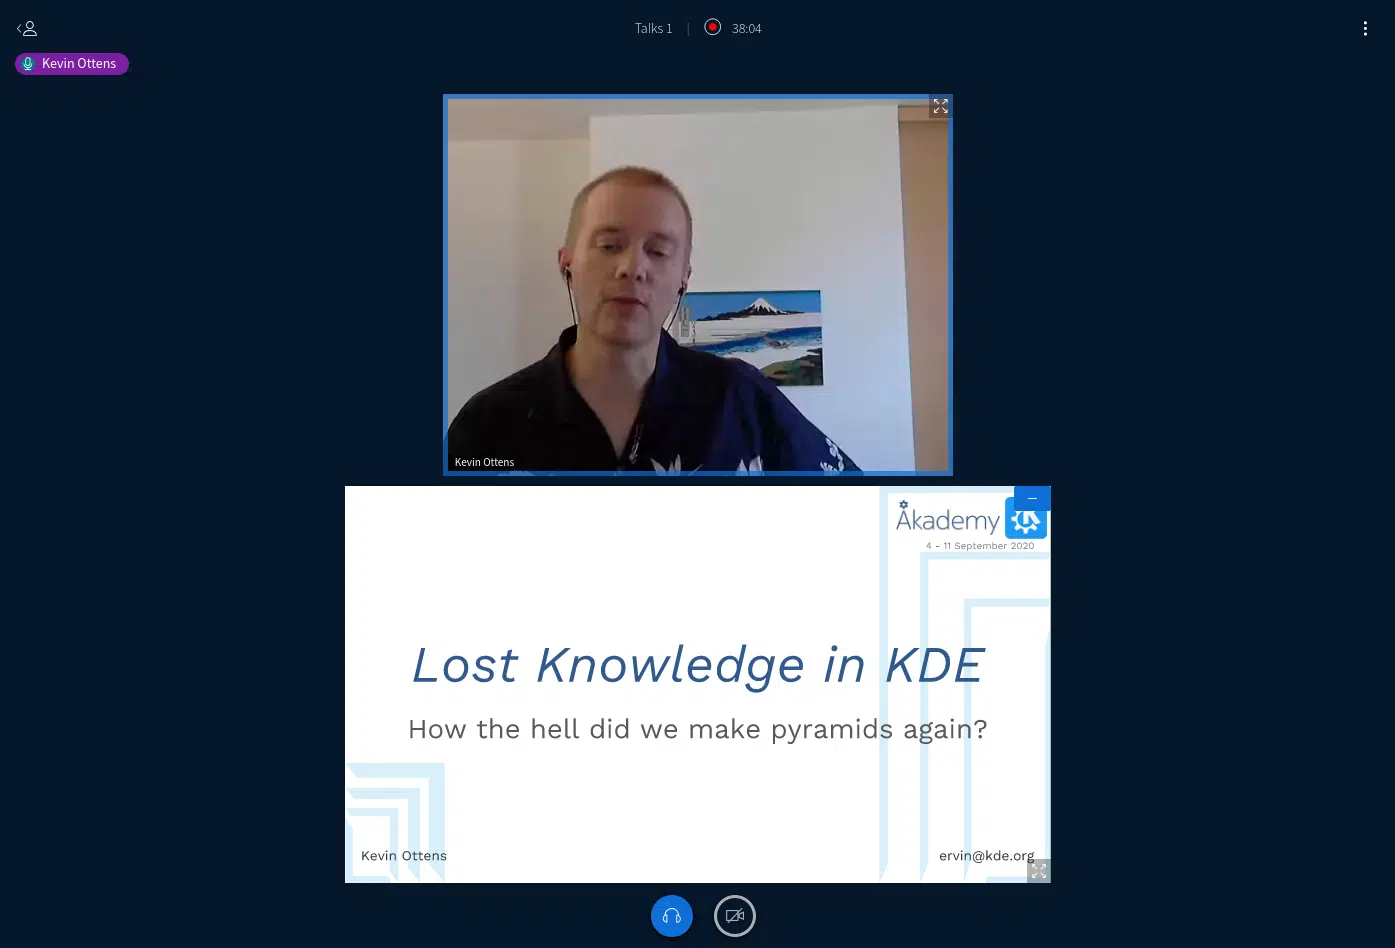 Talks 1 | 38:04
Kevin Ottens
Kevin Ottens
Akademy
4 - 11 September 2020
Lost Knowledge in KDE
How the hell did we make pyramids again?
Kevin Ottens
ervin@kde.org